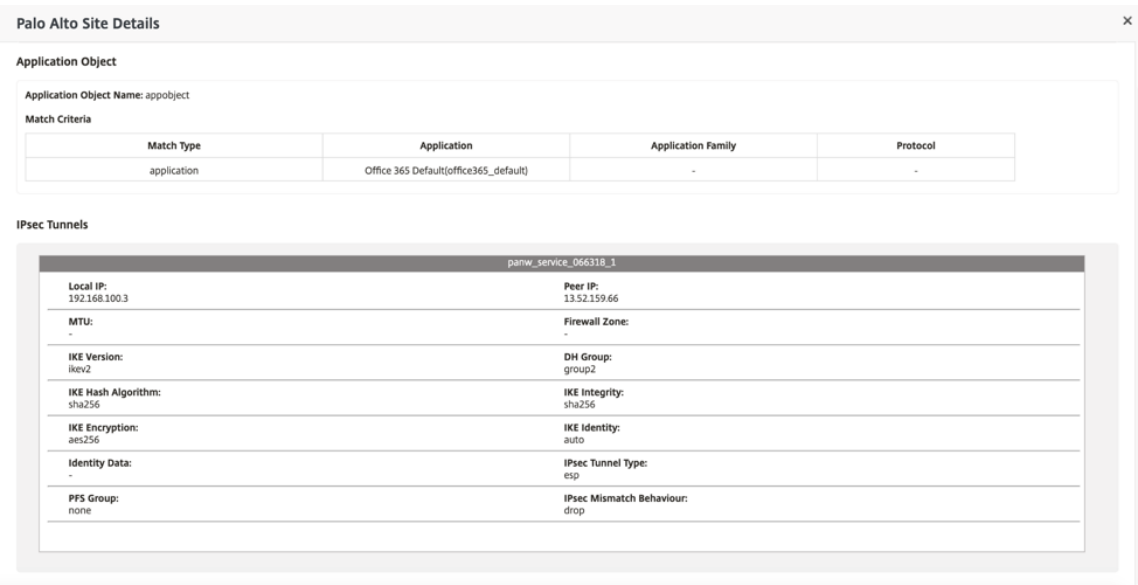 Palo Alto Site Details
×
Application Object
Application Object Name: appobject
Match Criteria
Match Type Application Application Family Protocol
application Office 365 Default(office365_default) - -
IPsec Tunnels
panw_service_066318_1
Local IP: Peer IP:
192.168.100.3 13.52.159.66
MTU: Firewall Zone:
- -
IKE Version: DH Group:
ikev2 group2
IKE Hash Algorithm: IKE Integrity:
sha256 sha256
IKE Encryption: IKE Identity:
aes256 auto
Identity Data: IPsec Tunnel Type:
- esp
PFS Group: IPsec Mismatch Behaviour:
none drop